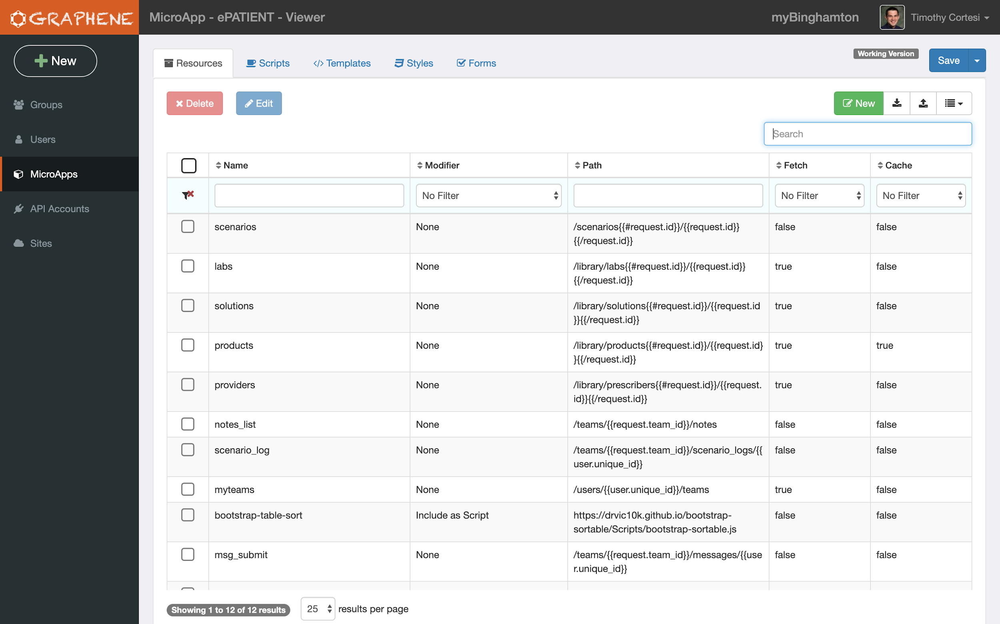 GRAPHENE
MicroApp - ePATIENT - Viewer
myBinghamton
Timothy Cortesi
New
Groups
Users
MicroApps
API Accounts
Sites
Resources
Scripts
</> Templates
Styles
Forms
Working Version
Save
Delete
Edit
New
Search
Name Modifier Path Fetch Cache
No Filter No Filter No Filter
scenarios None /scenarios{{#request.id}}/{{request.id}} false false
{{/request.id}}
labs None /library/labs{{#request.id}}/{{request.id}} true false
{{/request.id}}
solutions None /library/solutions{{#request.id}}/{{request.id true false
}}{{/request.id}}
products None /library/products{{#request.id}}/{{request.id} true true
}{{/request.id}}
providers None /library/prescribers{{#request.id}}/{{request. true false
id}}{{/request.id}}
notes_list None /teams/{{request.team_id}}/notes false false
scenario_log None /teams/{{request.team_id}}/scenario_logs/{{ false false
user.unique_id}}
myteams None /users/{{user.unique_id}}/teams true false
bootstrap-table-sort Include as Script https://drvic10k.github.io/bootstrap- false false
sortable/Scripts/bootstrap-sortable.js
msg_submit None /teams/{{request.team_id}}/messages/{{use false false
r.unique_id}}
Showing 1 to 12 of 12 results 25 results per page